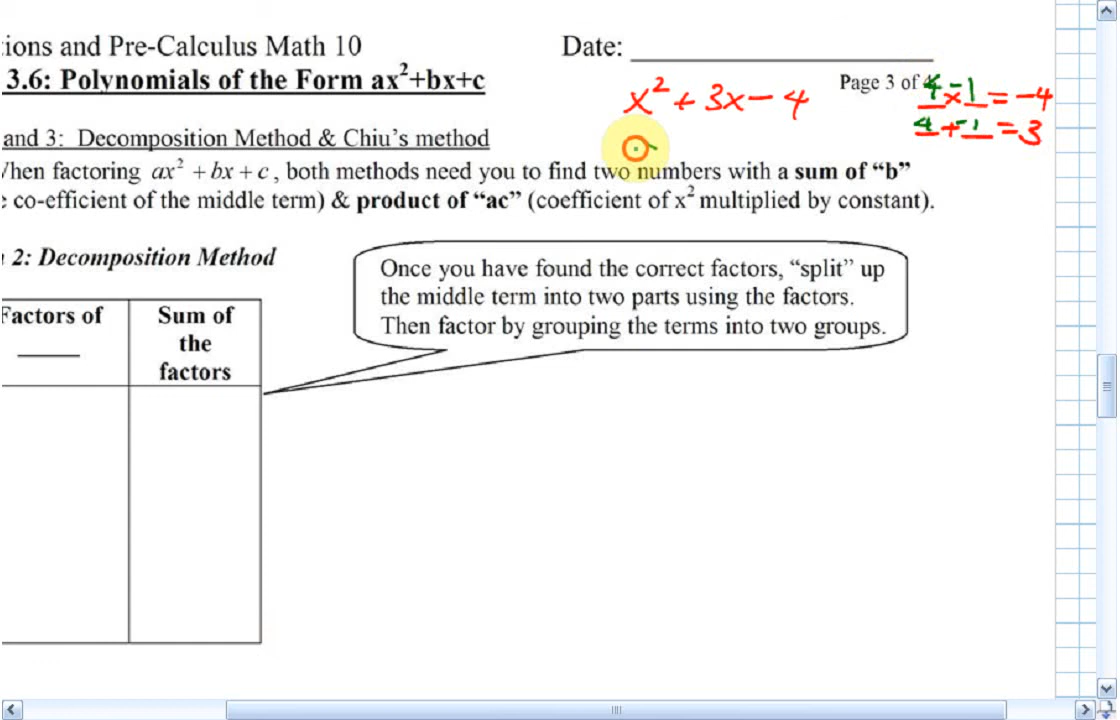 ions and Pre-Calculus Math 10 Date:
3.6: Polynomials of the Form ax²+bx+c
Page 3 of 4
x² + 3x - 4
4 x -1 = -4
4 + -1 = 3
and 3: Decomposition Method & Chiu's method
hen factoring ax² + bx + c, both methods need you to find two numbers with a sum of "b"
co-efficient of the middle term) & product of "ac" (coefficient of x² multiplied by constant).
2: Decomposition Method
Once you have found the correct factors, "split" up
the middle term into two parts using the factors.
Then factor by grouping the terms into two groups.
Factors of
Sum of
the
factors